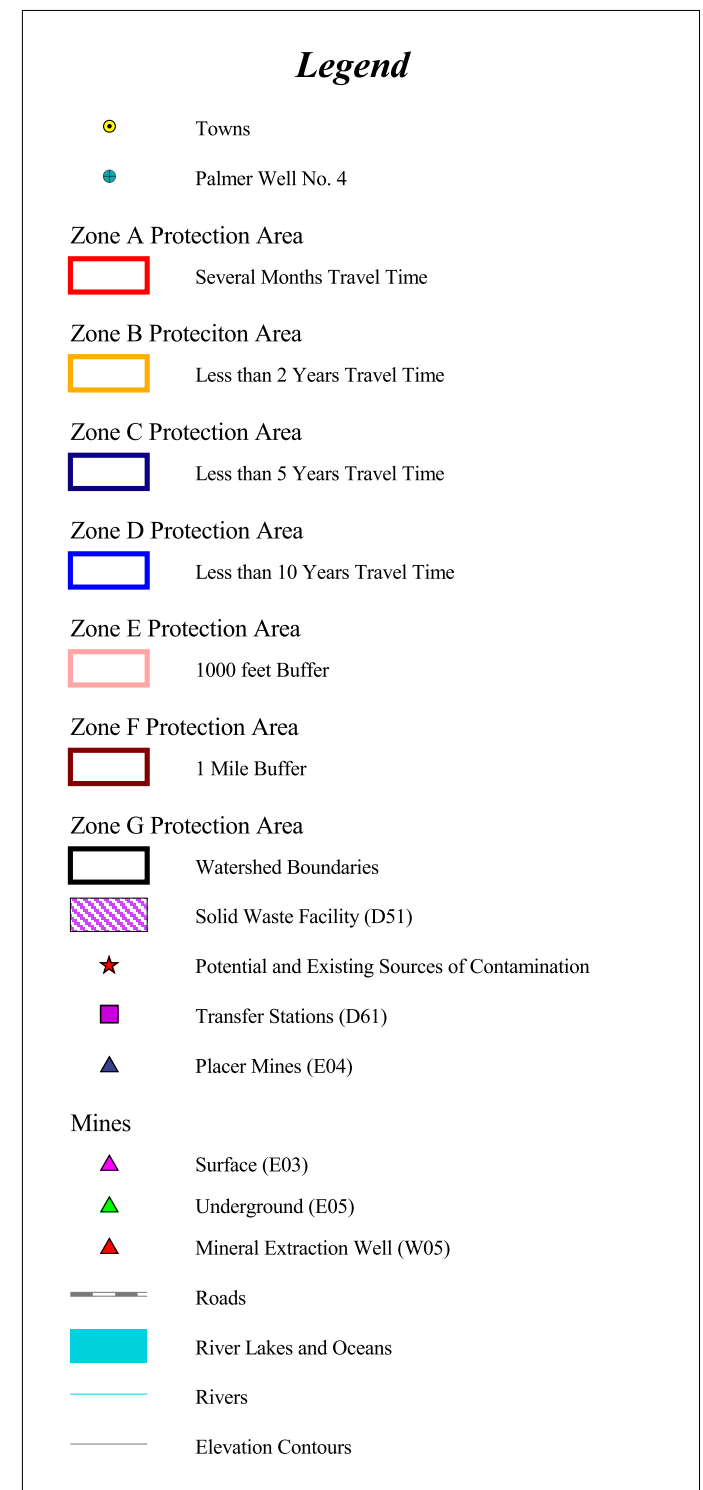 Legend
Towns
Palmer Well No. 4
Zone A Protection Area
Several Months Travel Time
Zone B Proteciton Area
Less than 2 Years Travel Time
Zone C Protection Area
Less than 5 Years Travel Time
Zone D Protection Area
Less than 10 Years Travel Time
Zone E Protection Area
1000 feet Buffer
Zone F Protection Area
1 Mile Buffer
Zone G Protection Area
Watershed Boundaries
Solid Waste Facility (D51)
Potential and Existing Sources of Contamination
Transfer Stations (D61)
Placer Mines (E04)
Mines
Surface (E03)
Underground (E05)
Mineral Extraction Well (W05)
Roads
River Lakes and Oceans
Rivers
Elevation Contours